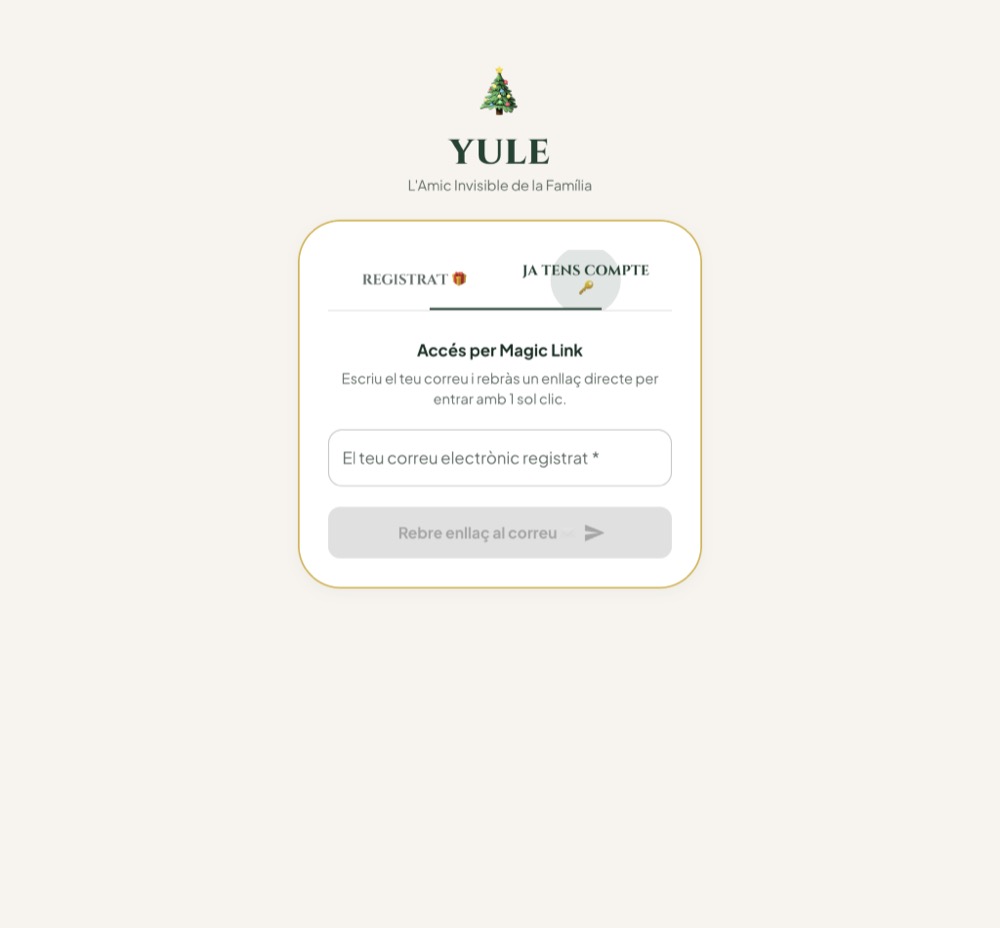 YULE
L'Amic Invisible de la Família
REGISTRA'T
JA TENS COMPTE
Accés per Magic Link
Escriu el teu correu i rebràs un enllaç directe per
entrar amb 1 sol clic.
El teu correu electrònic registrat *
Rebre enllaç al correu